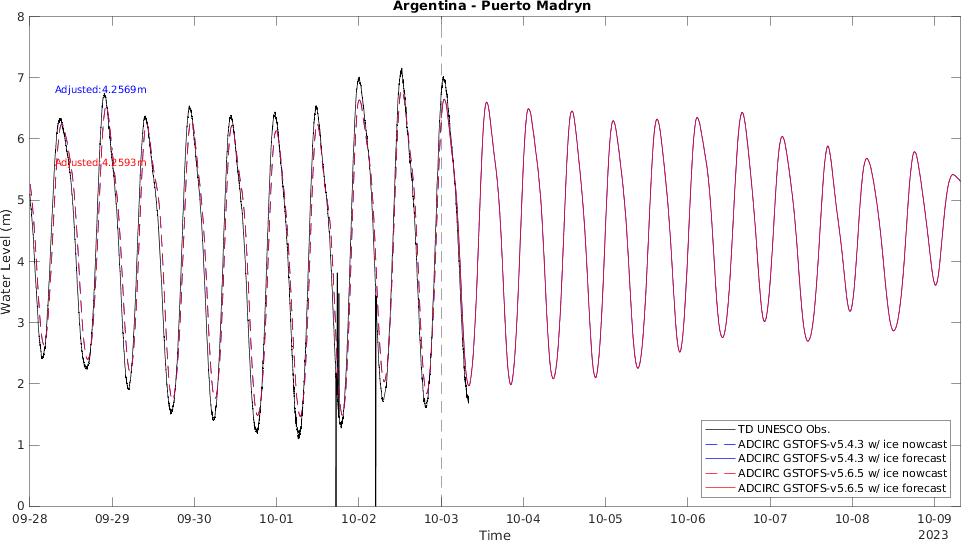 Argentina - Puerto Madryn
8
7
6
5
4
3
2
1
0
Water Level (m)
Adjusted:4.2569m
Adjusted:4.2593m
TD UNESCO Obs.
ADCIRC GSTOFS-v5.4.3 w/ ice nowcast
ADCIRC GSTOFS-v5.4.3 w/ ice forecast
ADCIRC GSTOFS-v5.6.5 w/ ice nowcast
ADCIRC GSTOFS-v5.6.5 w/ ice forecast
09-28 09-29 09-30 10-01 10-02 10-03 10-04 10-05 10-06 10-07 10-08 10-09
Time
2023